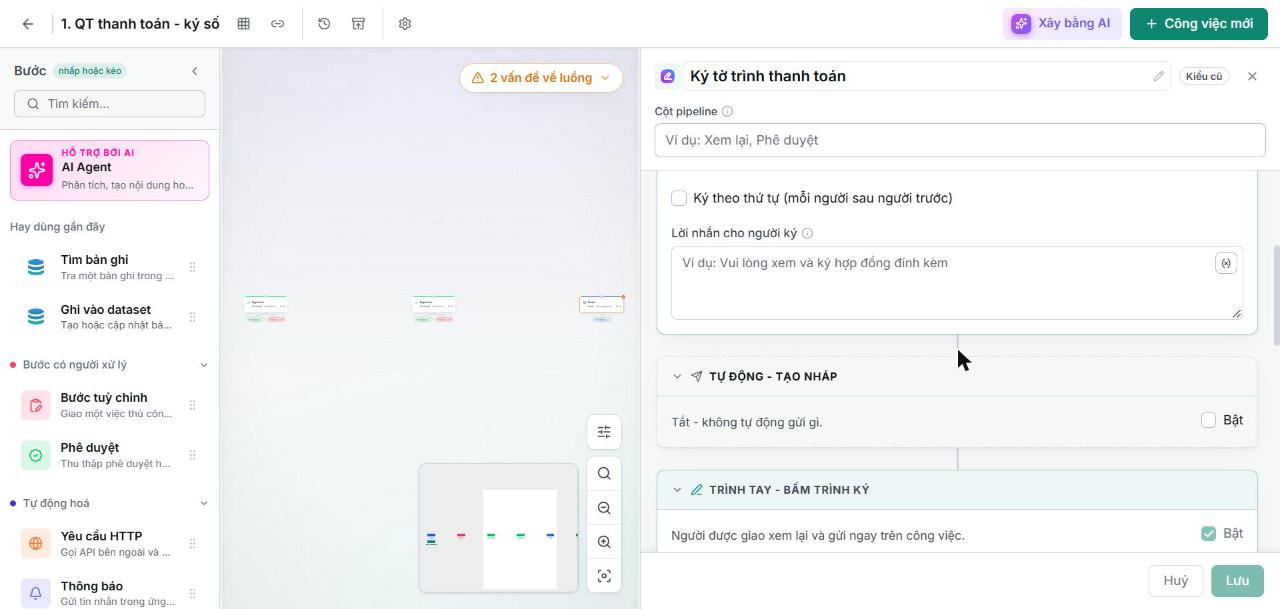 1. QT thanh toán - ký số
Xây bằng AI
Công việc mới
Bước
nhấp hoặc kéo
Tìm kiếm...
HỖ TRỢ BỞI AI
AI Agent
Phân tích, tạo nội dung ho...
Hay dùng gần đây
Tìm bản ghi
Tra một bản ghi trong ...
Ghi vào dataset
Tạo hoặc cập nhật bả...
Bước có người xử lý
Bước tuỳ chỉnh
Giao một việc thủ côn...
Phê duyệt
Thu thập phê duyệt h...
Tự động hoá
Yêu cầu HTTP
Gọi API bên ngoài và ...
Thông báo
Gửi tin nhắn trong ứng...
2 vấn đề về luồng
Ký tờ trình thanh toán
Kiểu cũ
Cột pipeline
Ví dụ: Xem lại, Phê duyệt
Ký theo thứ tự (mỗi người sau người trước)
Lời nhắn cho người ký
Ví dụ: Vui lòng xem và ký hợp đồng đính kèm
TỰ ĐỘNG - TẠO NHÁP
Tắt - không tự động gửi gì.
Bật
TRÌNH TAY - BẤM TRÌNH KÝ
Người được giao xem lại và gửi ngay trên công việc.
Bật
Huỷ
Lưu